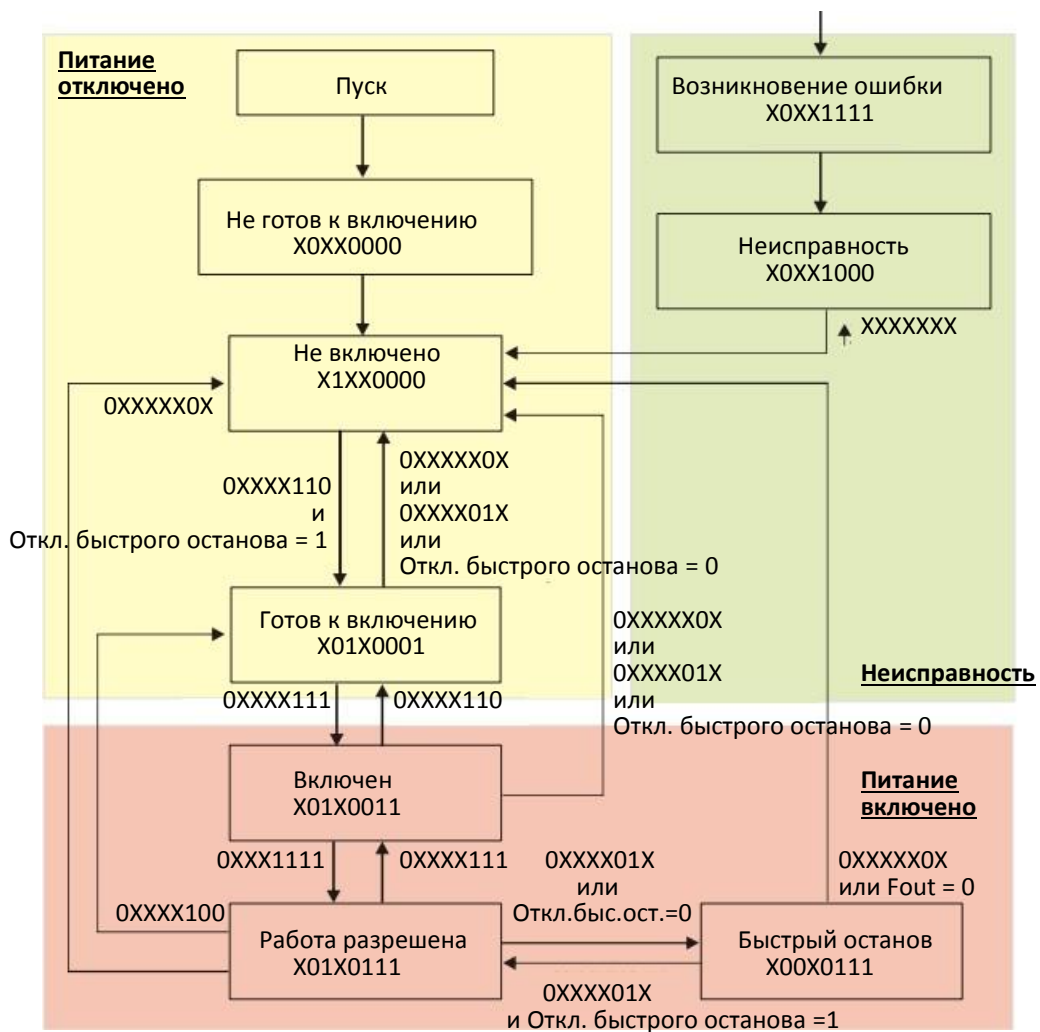 Питание
отключено
Пуск
Не готов к включению
X0XX0000
Не включено
X1XX0000
0XXXXX0X
0XXXX110
и
Откл. быстрого останова = 1
0XXXXX0X
или
0XXXX01X
или
Откл. быстрого останова = 0
Готов к включению
X01X0001
0XXXX111
0XXXX110
Возникновение ошибки
X0XX1111
Неисправность
X0XX1000
XXXXXXX
0XXXXX0X
или
0XXXX01X
или
Откл. быстрого останова = 0
Неисправность
Включен
X01X0011
Питание
включено
0XXX1111
0XXXX111
0XXXX01X
или
Откл.быс.ост.=0
0XXXXX0X
или Fout = 0
0XXXX100
Работа разрешена
X01X0111
Быстрый останов
X00X0111
0XXXX01X
и Откл. быстрого останова =1